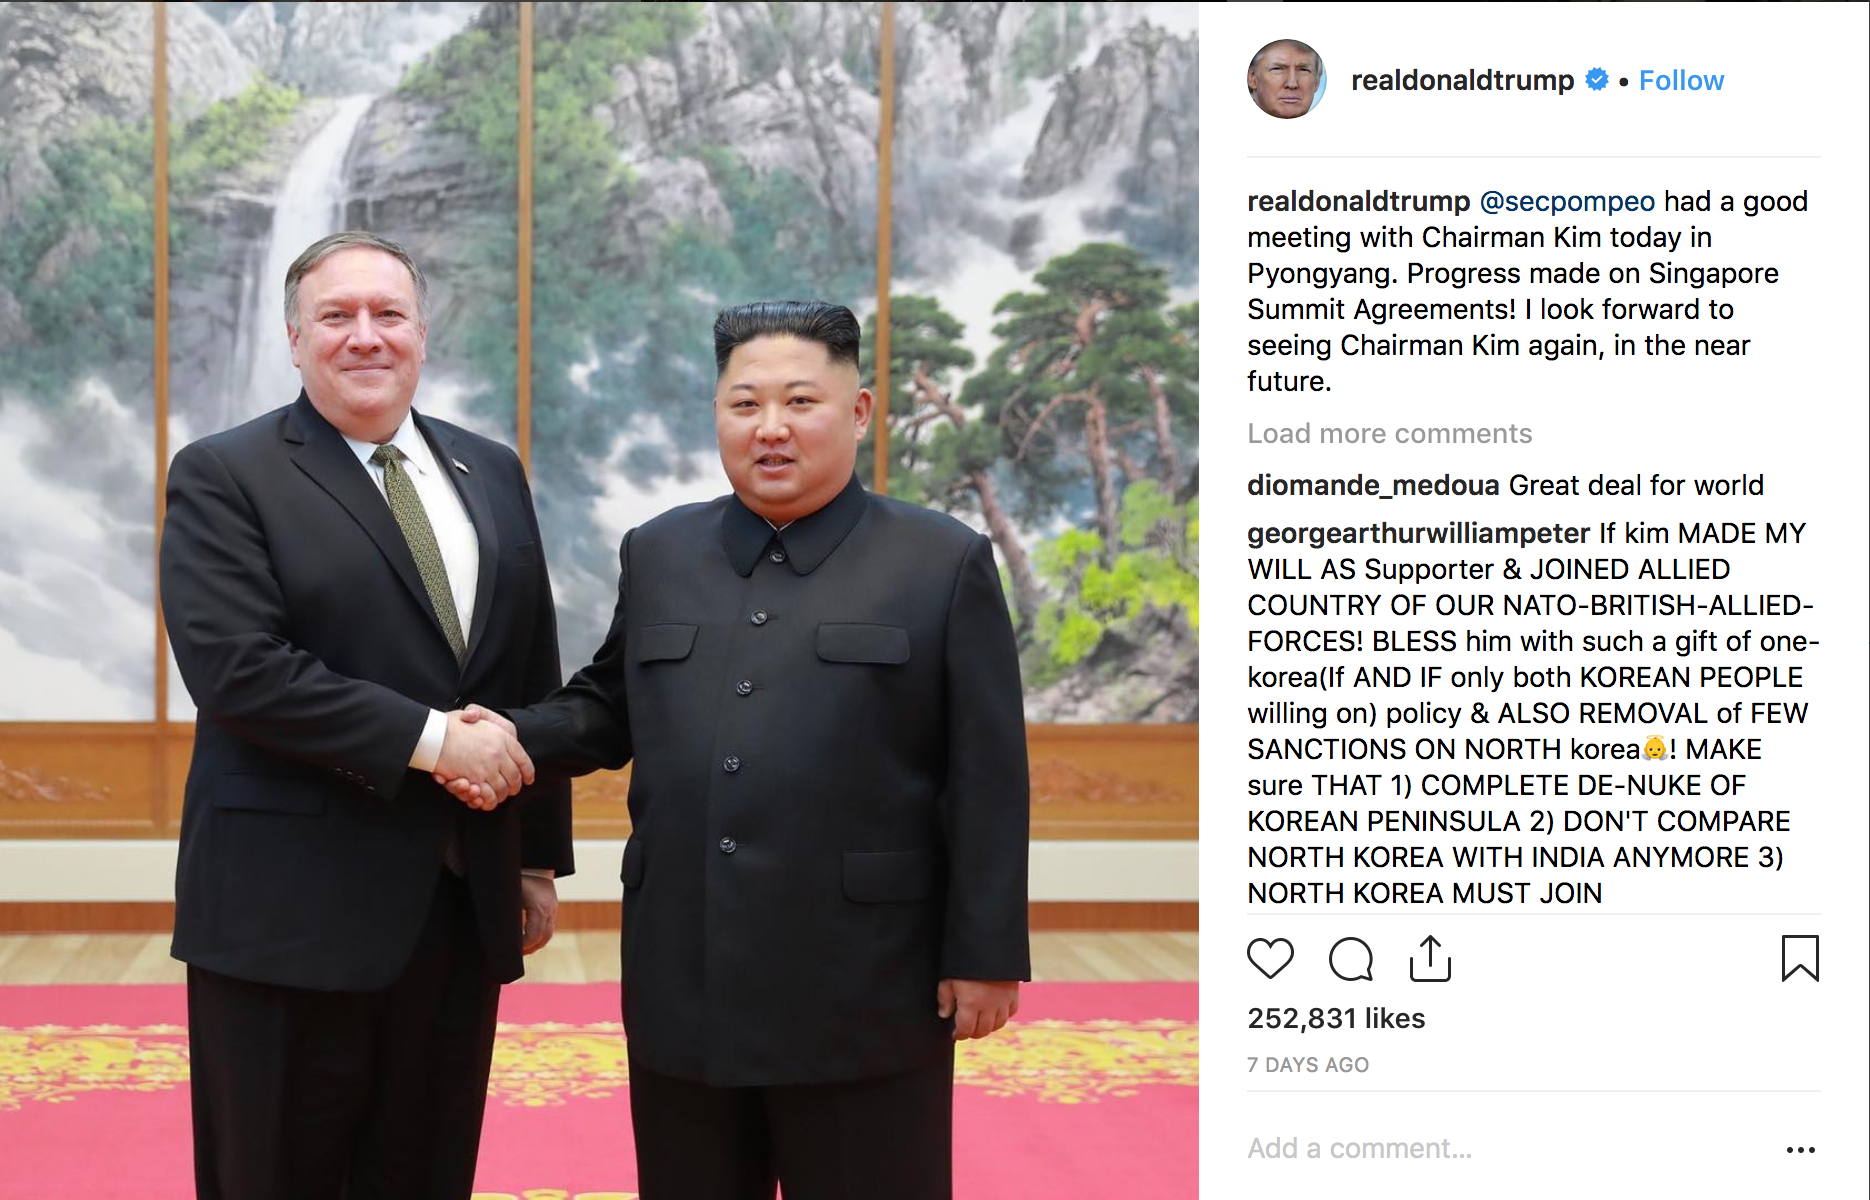 realdonaldtrump • Follow
realdonaldtrump @secpompeo had a good
meeting with Chairman Kim today in
Pyongyang. Progress made on Singapore
Summit Agreements! I look forward to
seeing Chairman Kim again, in the near
future.
Load more comments
diomande_medoua Great deal for world
georgearthurwilliampeter If kim MADE MY
WILL AS Supporter & JOINED ALLIED
COUNTRY OF OUR NATO-BRITISH-ALLIED-
FORCES! BLESS him with such a gift of one-
korea(If AND IF only both KOREAN PEOPLE
willing on) policy & ALSO REMOVAL of FEW
SANCTIONS ON NORTH korea👼! MAKE
sure THAT 1) COMPLETE DE-NUKE OF
KOREAN PENINSULA 2) DON'T COMPARE
NORTH KOREA WITH INDIA ANYMORE 3)
NORTH KOREA MUST JOIN
252,831 likes
7 DAYS AGO
Add a comment...